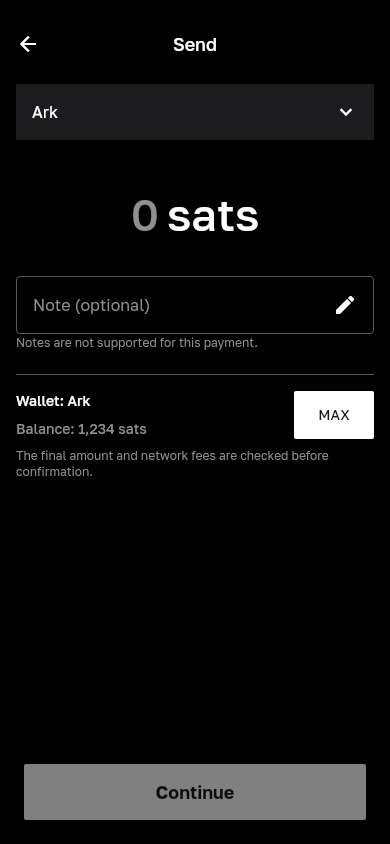 Send
Ark
0 sats
Note (optional)
Notes are not supported for this payment.
Wallet: Ark
Balance: 1,234 sats
MAX
The final amount and network fees are checked before
confirmation.
Continue